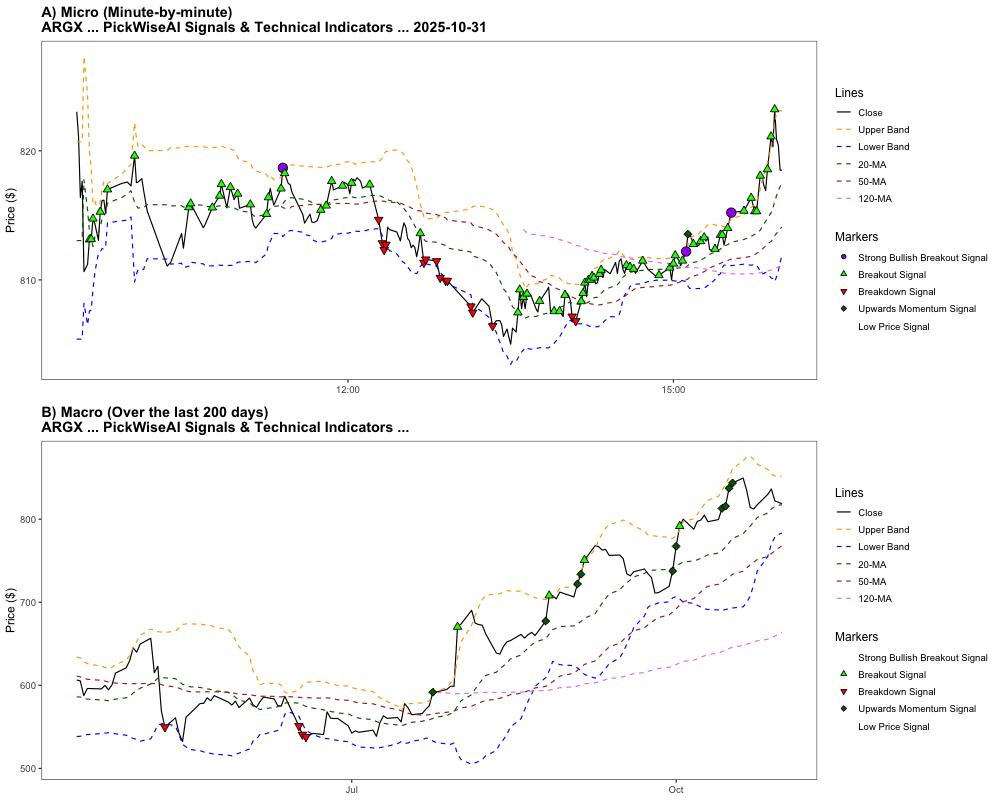 A) Micro (Minute-by-minute)
ARGX ... PickWiseAI Signals & Technical Indicators ... 2025-10-31
Price ($)
820
810
12:00
15:00
Lines
Close
Upper Band
Lower Band
20-MA
50-MA
120-MA
Markers
Strong Bullish Breakout Signal
Breakout Signal
Breakdown Signal
Upwards Momentum Signal
Low Price Signal
B) Macro (Over the last 200 days)
ARGX ... PickWiseAI Signals & Technical Indicators ...
Price ($)
800
700
600
500
Jul
Oct
Lines
Close
Upper Band
Lower Band
20-MA
50-MA
120-MA
Markers
Strong Bullish Breakout Signal
Breakout Signal
Breakdown Signal
Upwards Momentum Signal
Low Price Signal